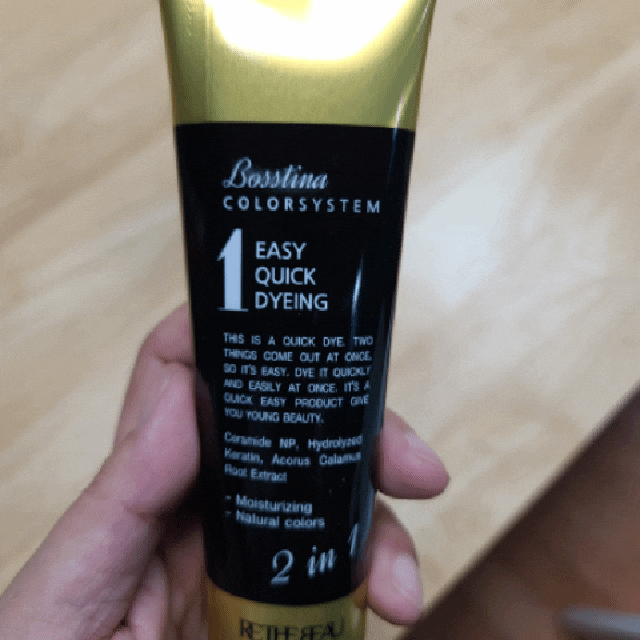 Bosstina
COLORSYSTEM
1 EASY
QUICK
DYEING
THIS IS A QUICK DYE TWO
THINGS COME OUT AT ONCE.
SO IT'S EASY. DYE IT QUICKLY
AND EASILY AT ONCE. IT'S A
QUICK EASY PRODUCT GIVE
YOU YOUNG BEAUTY.
Ceramide NP, Hydrolyzed
Keratin, Acorus Calamus
Root Extract
- Moisturizing
- Natural colors
2 in 1